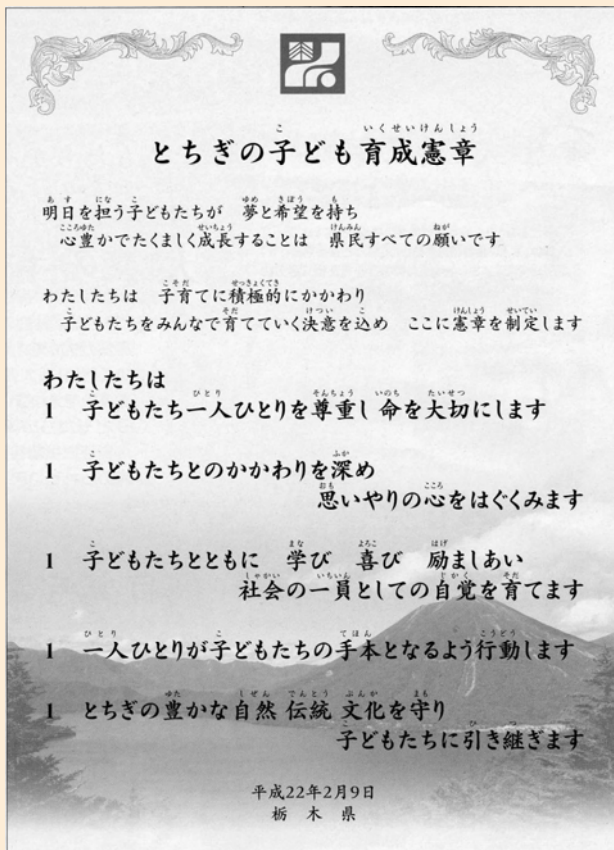 とちぎの子ども育成憲章
明日を担う子どもたちが　夢と希望を持ち
心豊かでたくましく成長することは　県民すべての願いです
わたしたちは　子育てに積極的にかかわり
子どもたちをみんなで育てていく決意を込め　ここに憲章を制定します
わたしたちは
1　子どもたち一人ひとりを尊重し 命を大切にします
1　子どもたちとのかかわりを深め
思いやりの心をはぐくみます
1　子どもたちとともに　学び　喜び　励ましあい
社会の一員としての自覚を育てます
1　一人ひとりが子どもたちの手本となるよう行動します
1　とちぎの豊かな自然 伝統 文化を守り
子どもたちに引き継ぎます
平成22年2月9日
栃　木　県